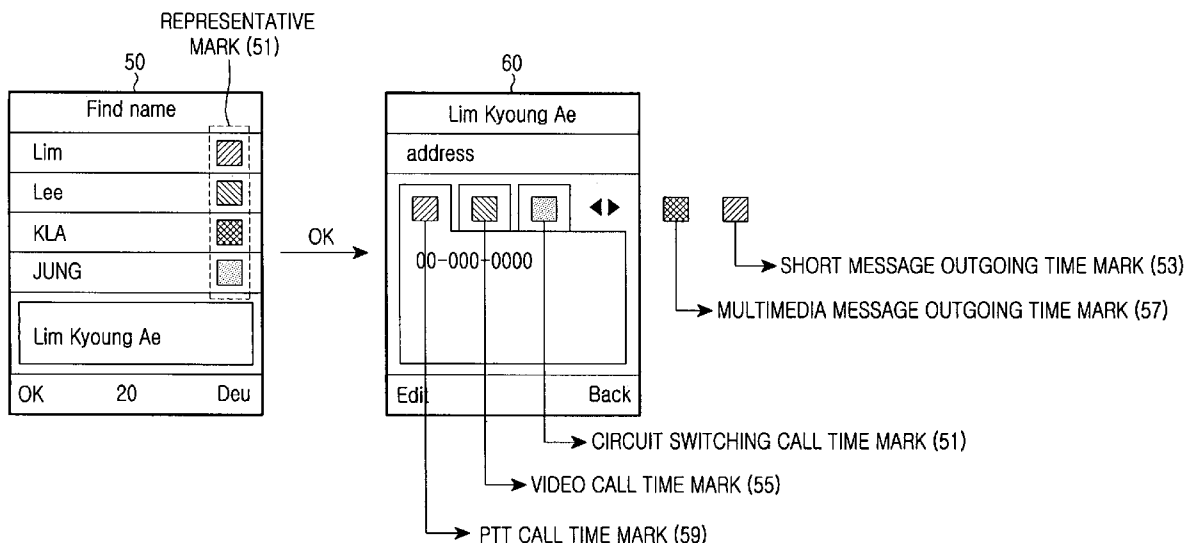 REPRESENTATIVE
MARK (51)
50
Find name
Lim
Lee
KLA
JUNG
Lim Kyoung Ae
OK 20 Deu
OK
60
Lim Kyoung Ae
address
00-000-0000
Edit Back
SHORT MESSAGE OUTGOING TIME MARK (53)
MULTIMEDIA MESSAGE OUTGOING TIME MARK (57)
CIRCUIT SWITCHING CALL TIME MARK (51)
VIDEO CALL TIME MARK (55)
PTT CALL TIME MARK (59)